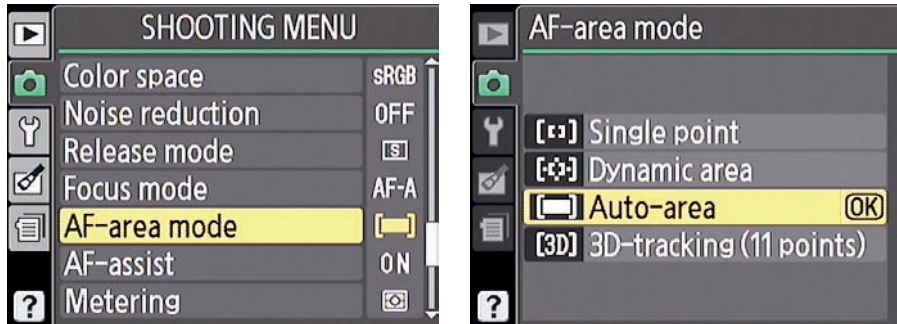 SHOOTING MENU
Color space sRGB
Noise reduction OFF
Release mode S
Focus mode AF-A
AF-area mode
AF-assist ON
Metering
?
AF-area mode
Single point
Dynamic area
Auto-area OK
[3D] 3D-tracking (11 points)
?